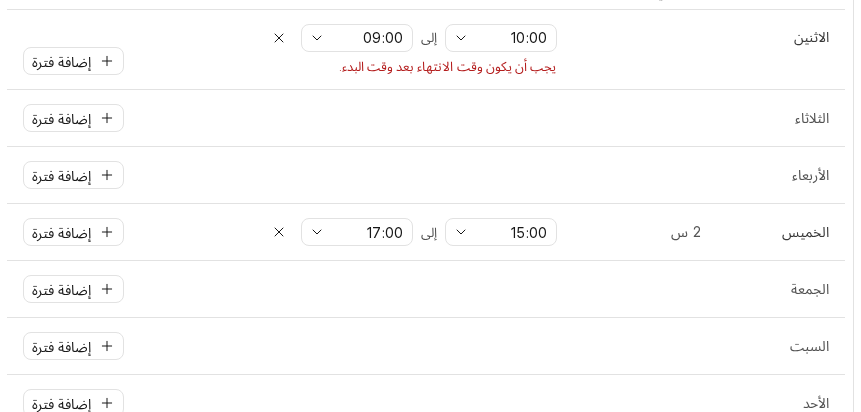 الاثنين
10:00 إلى 09:00
يجب أن يكون وقت الانتهاء بعد وقت البدء.
إضافة فترة
الثلاثاء
إضافة فترة
الأربعاء
إضافة فترة
الخميس 2 س 15:00 إلى 17:00 إضافة فترة
الجمعة
إضافة فترة
السبت
إضافة فترة
الأحد
إضافة فترة